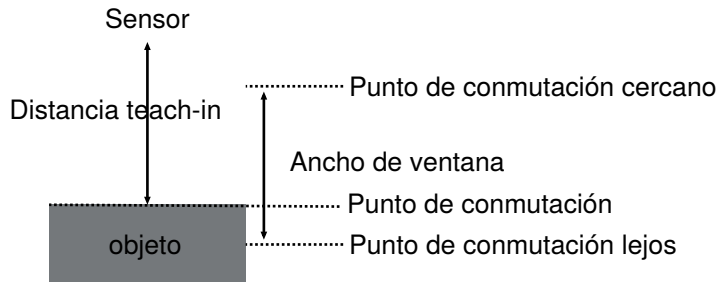 Sensor
Punto de conmutación cercano
Distancia teach-in
Ancho de ventana
Punto de conmutación
objeto
Punto de conmutación lejos